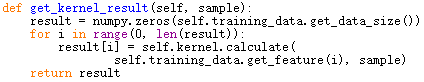 def get_kernel_result(self, sample):
    result = numpy.zeros(self.training_data.get_data_size())
    for i in range(0, len(result)):
        result[i] = self.kernel.calculate(
                self.training_data.get_feature(i), sample)
    return result